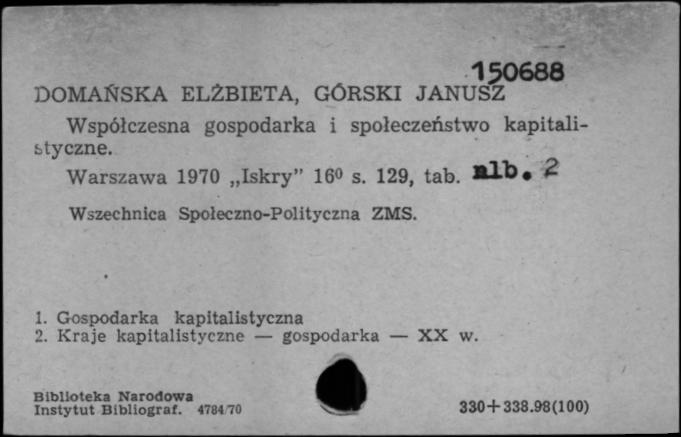 150688
DOMAŃSKA ELŻBIETA, GÓRSKI JANUSZ
Współczesna gospodarka i społeczeństwo kapitali-
styczne.
Warszawa 1970 „Iskry” 16⁰ s. 129, tab. nlb. 2
Wszechnica Społeczno-Polityczna ZMS.
1. Gospodarka kapitalistyczna
2. Kraje kapitalistyczne — gospodarka — XX w.
Biblioteka Narodowa
Instytut Bibliograf. 4784/70
330+338.98(100)